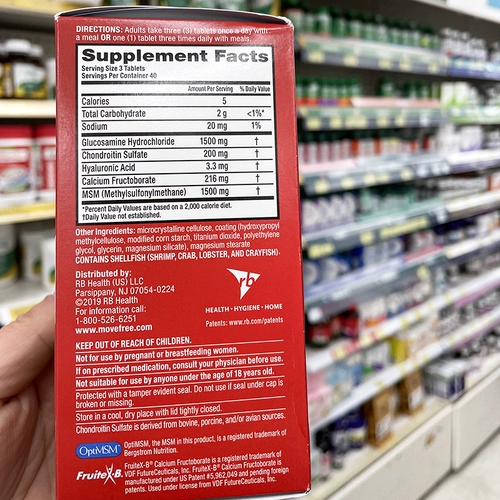 DIRECTIONS: Adults take three (3) tablets once a day with
a meal OR one (1) tablet three times daily with meals.
Supplement Facts
Serving Size 3 Tablets
Servings Per Container 40
Amount Per Serving % Daily Value
Calories 5
Total Carbohydrate 2 g <1%*
Sodium 20 mg 1%
Glucosamine Hydrochloride 1500 mg †
Chondroitin Sulfate 200 mg †
Hyaluronic Acid 3.3 mg †
Calcium Fructoborate 216 mg †
MSM (Methylsulfonylmethane) 1500 mg †
*Percent Daily Values are based on a 2,000 calorie diet.
†Daily Value not established.
Other Ingredients: microcrystalline cellulose, coating (hydroxypropyl
methylcellulose, modified corn starch, titanium dioxide, polyethylene
glycol, glycerin, magnesium silicate), magnesium stearate
CONTAINS SHELLFISH (SHRIMP, CRAB, LOBSTER, AND CRAYFISH).
Distributed by:
RB Health (US) LLC
Parsippany, NJ 07054-0224
©2019 RB Health
For information call:
1-800-526-6251
www.movefree.com
rb
HEALTH • HYGIENE • HOME
Patents: www.rb.com/patents
KEEP OUT OF REACH OF CHILDREN.
Not for use by pregnant or breastfeeding women.
If on prescribed medication, consult your physician before use.
Not suitable for use by anyone under the age of 18 years old.
Protected with a tamper evident seal. Do not use if seal under cap is
broken or missing.
Store in a cool, dry place with lid tightly closed.
Chondroitin Sulfate is derived from bovine, porcine, and/or avian sources.
OptiMSM
OptiMSM, the MSM in this product, is a registered trademark of
Bergstrom Nutrition.
FruiteX-B.
FruiteX-B® Calcium Fructoborate is a registered trademark of
VDF FutureCeuticals, Inc. FruiteX-B® Calcium Fructoborate is
manufactured under US Patent #5,962,049 and pending foreign
patents. Used under license from VDF FutureCeuticals, Inc.